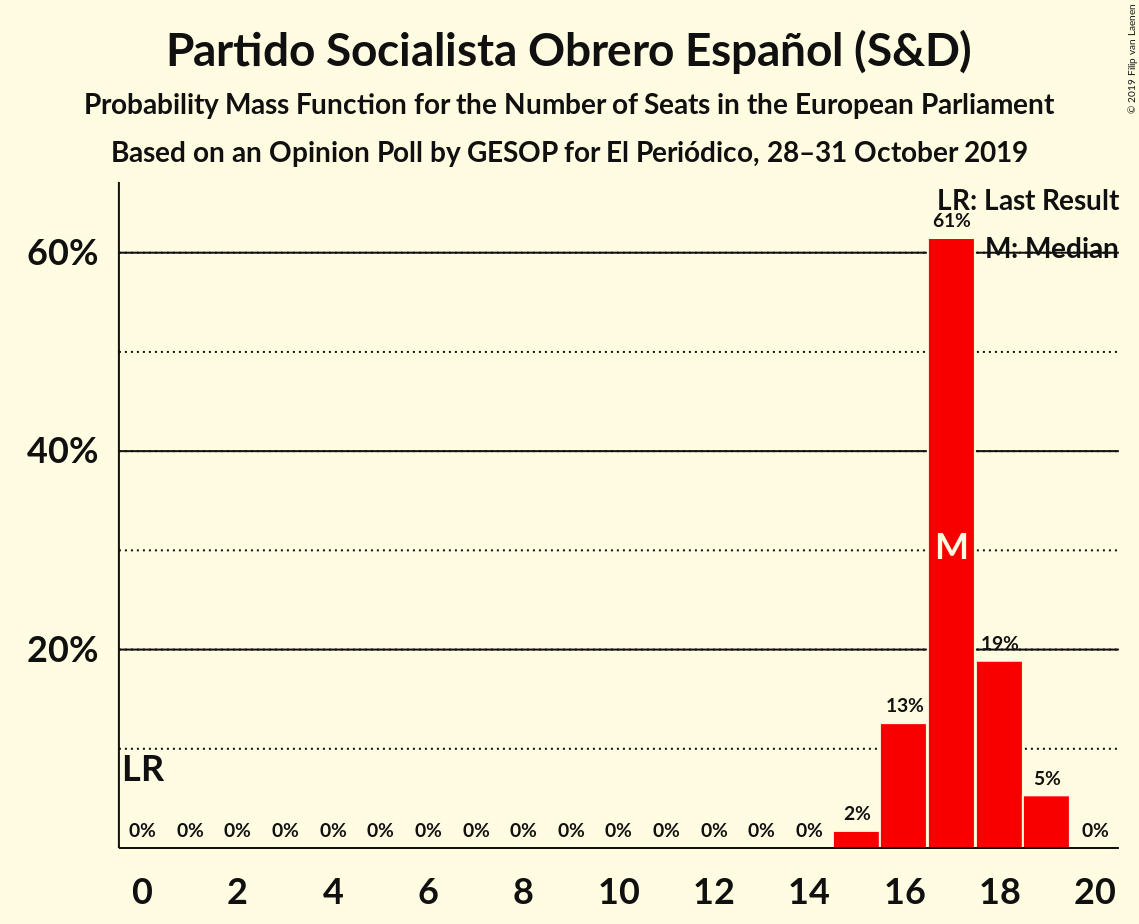 Partido Socialista Obrero Español (S&D)
Probability Mass Function for the Number of Seats in the European Parliament
Based on an Opinion Poll by GESOP for El Periódico, 28–31 October 2019
© 2019 Filip van Laenen
LR: Last Result
61%
M: Median
60%
40%
M
20%
19%
13%
LR
5%
2%
0% 0% 0% 0% 0% 0% 0% 0% 0% 0% 0% 0% 0% 0% 0% 0%
0 2 4 6 8 10 12 14 16 18 20